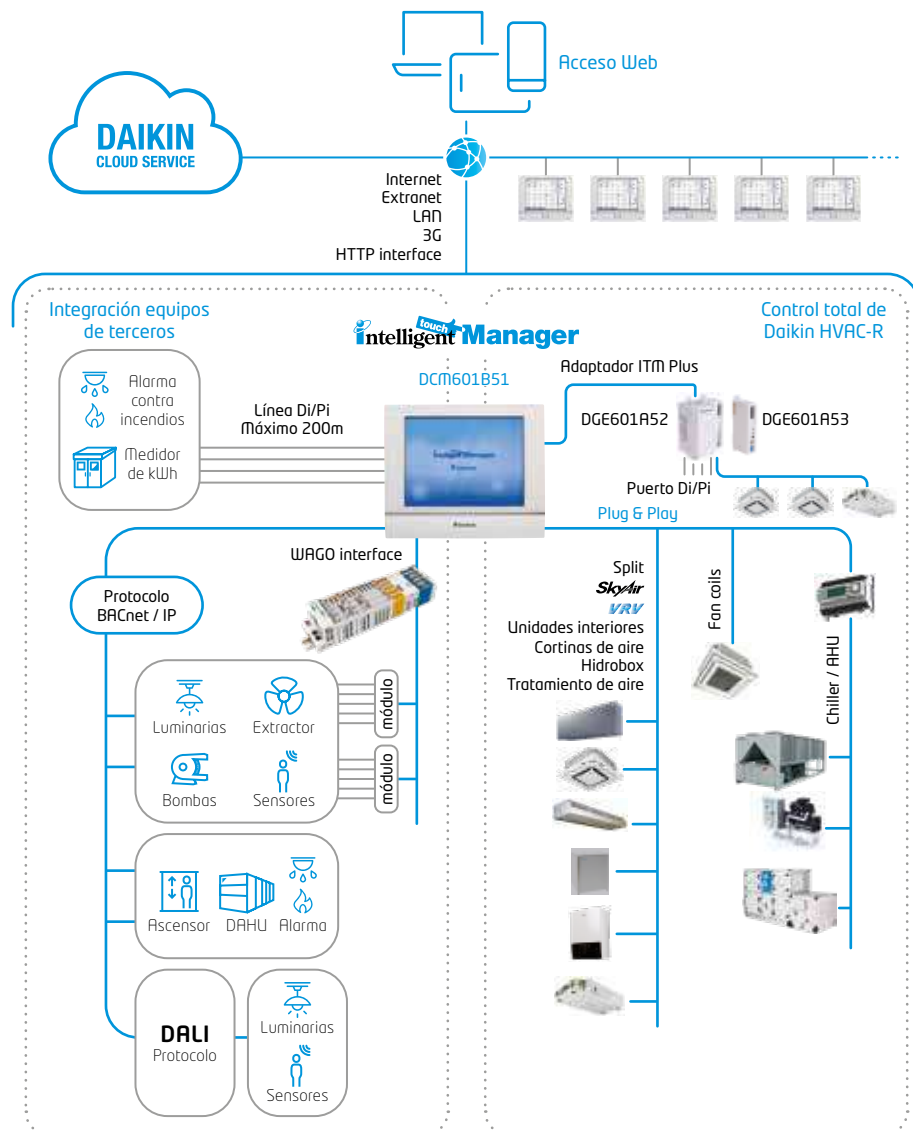 Acceso Web
DAIKIN
CLOUD SERVICE
Internet
Extranet
LAN
3G
HTTP interface
Integración equipos
de terceros
intelligent touch Manager
Control total de
Daikin HVAC-R
DCM601B51
Adaptador ITM Plus
Alarma
contra
incendios
Medidor
de kWh
Línea Di/Pi
Máximo 200m
DGE601A52
DGE601A53
Puerto Di/Pi
Plug & Play
WAGO interface
Protocolo
BACnet / IP
Split
SkyAir
VRV
Unidades interiores
Cortinas de aire
Hidrobox
Tratamiento de aire
Fan coils
Chiller / AHU
Luminarias
Extractor
módulo
Bombas
Sensores
módulo
Ascensor
DAHU
Alarma
DALI
Protocolo
Luminarias
Sensores